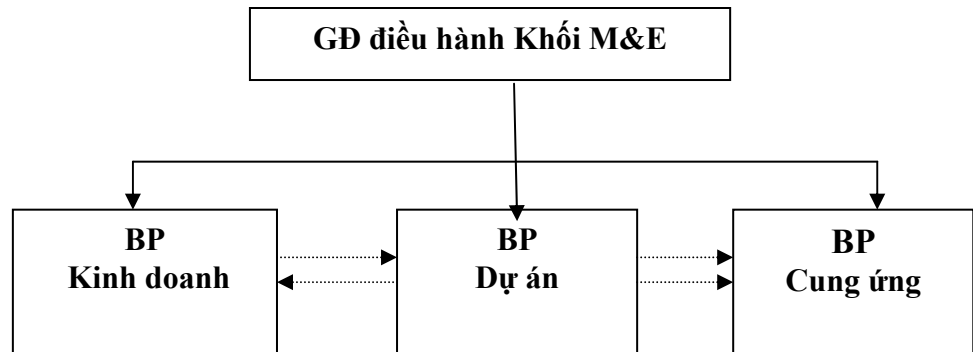 GĐ điều hành Khối M&E
BP
Kinh doanh
BP
Dự án
BP
Cung ứng